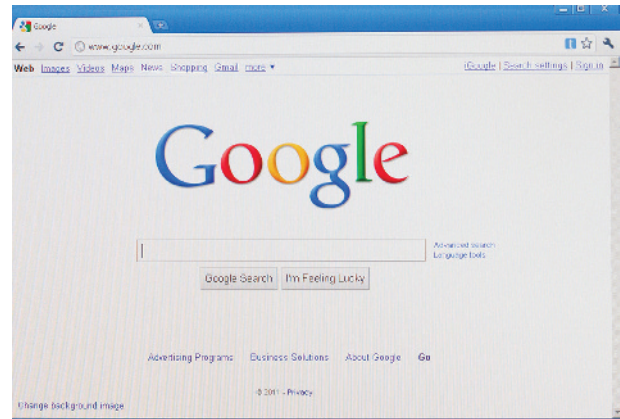 Google
www.google.com
Web Images Videos Maps News Shopping Gmail more ▼
iGoogle | Search settings | Sign in
Google
Advanced search
Language tools
Google Search I'm Feeling Lucky
Advertising Programs Business Solutions About Google Go
© 2011 - Privacy
Change background image